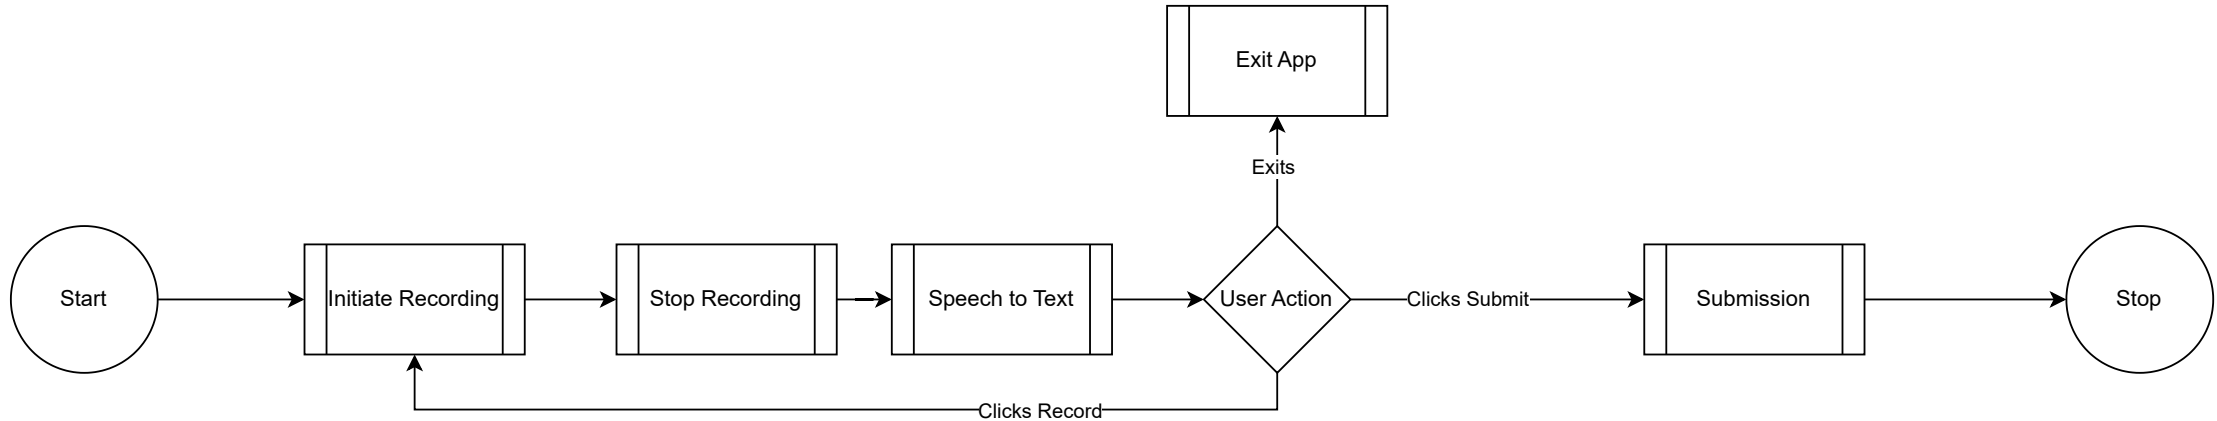 Exit App
Exits
Start
Initiate Recording
Stop Recording
Speech to Text
User Action
Clicks Submit
Submission
Stop
Clicks Record